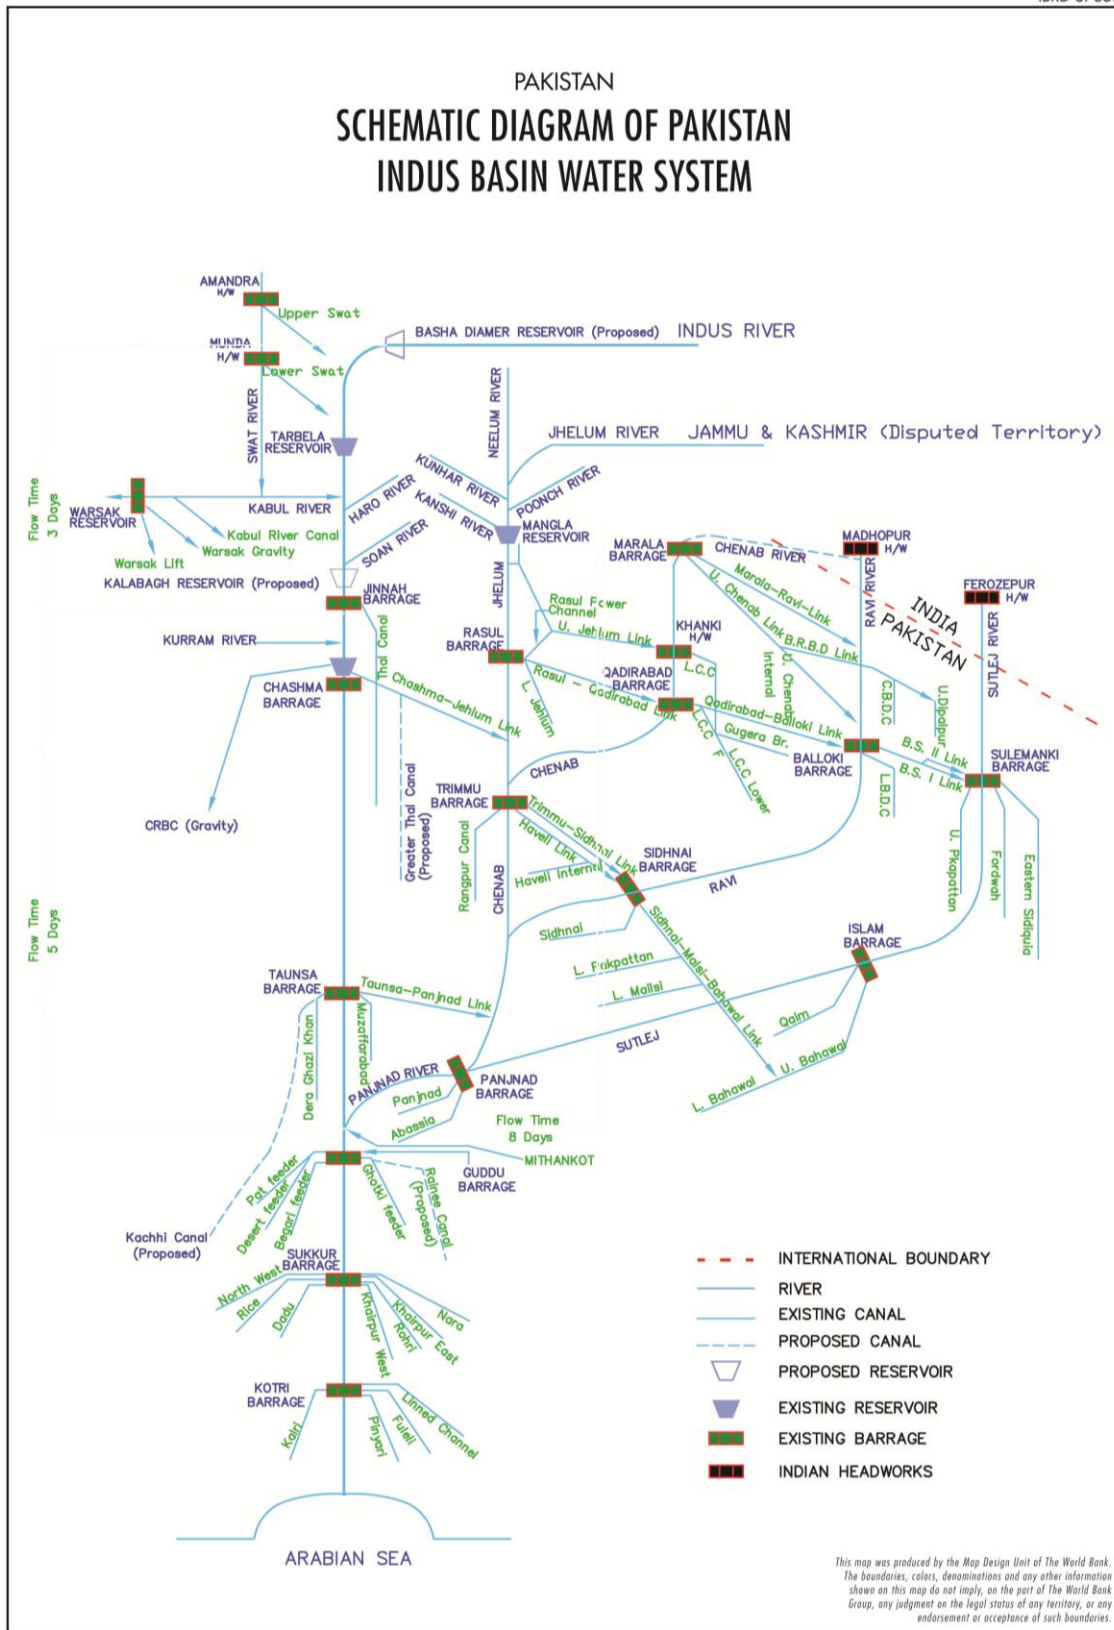 PAKISTAN
SCHEMATIC DIAGRAM OF PAKISTAN
INDUS BASIN WATER SYSTEM
AMANDRA
H/W
Upper Swat
MUNDA
H/W
Lower Swat
BASHA DIAMER RESERVOIR (Proposed)
INDUS RIVER
SWAT RIVER
TARBELA
RESERVOIR
NEELUM RIVER
JHELUM RIVER
JAMMU & KASHMIR (Disputed Territory)
KUNHAR RIVER
KANSHI RIVER
POONCH RIVER
HARO RIVER
Flow Time
3 Days
WARSAK
RESERVOIR
KABUL RIVER
Kabul River Canal
Warsak Gravity
Warsak Lift
SOAN RIVER
MANGLA
RESERVOIR
KALABAGH RESERVOIR (Proposed)
JINNAH
BARRAGE
JHELUM
MARALA
BARRAGE
CHENAB RIVER
MADHOPUR
H/W
RAVI RIVER
FEROZEPUR
H/W
SUTLEJ RIVER
INDIA
PAKISTAN
Marala-Ravi-Link
U. Chenab Link
B.R.B.D Link
U. Chenab
Internal
C.B.D.C
U.Dipalpur
Rasul Power
Channel
U. Jehlum Link
KHANKI
H/W
L.C.C
KURRAM RIVER
Thal Canal
RASUL
BARRAGE
L. Jehlum
Rasul - Qadirabad Link
QADIRABAD
BARRAGE
Qadirabad-Balloki Link
L.C.C F
Gugera Br.
L.C.C Lower
CHASHMA
BARRAGE
Chashma-Jehlum Link
BALLOKI
BARRAGE
B.S. II Link
B.S. I Link
SULEMANKI
BARRAGE
L.B.D.C
CHENAB
CRBC (Gravity)
Greater Thal Canal
(Proposed)
TRIMMU
BARRAGE
Trimmu-Sidhnai Link
Haveli Link
Haveli Internal
Rangpur Canal
CHENAB
SIDHNAI
BARRAGE
RAVI
U. Pkapattan
Fordwah
Eastern Sidiquia
Flow Time
5 Days
Sidhnai
Sidhnai-Malsi-Bahawal Link
L. Pakpattan
L. Mailsi
ISLAM
BARRAGE
Qaim
U. Bahawal
L. Bahawal
SUTLEJ
TAUNSA
BARRAGE
Taunsa-Panjnad Link
Dera Ghazi Khan
Muzaffarabad
PANJNAD RIVER
PANJNAD
BARRAGE
Panjnad
Abassia
Flow Time
8 Days
MITHANKOT
GUDDU
BARRAGE
Pat feeder
Desert feeder
Begari feeder
Ghotki feeder
Rainee Canal
(Proposed)
Kachhi Canal
(Proposed)
SUKKUR
BARRAGE
North West
Rice
Dadu
Khairpur West
Rohri
Khairpur East
Nara
KOTRI
BARRAGE
Kalri
Pinyari
Fuleli
Linned Channel
ARABIAN SEA
INTERNATIONAL BOUNDARY
RIVER
EXISTING CANAL
PROPOSED CANAL
PROPOSED RESERVOIR
EXISTING RESERVOIR
EXISTING BARRAGE
INDIAN HEADWORKS
This map was produced by the Map Design Unit of The World Bank.
The boundaries, colors, denominations and any other information
shown on this map do not imply, on the part of The World Bank
Group, any judgment on the legal status of any territory, or any
endorsement or acceptance of such boundaries.